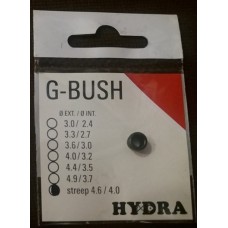 G-BUSH
Ø EXT. / Ø INT.
3.0 / 2.4
3.3 / 2.7
3.6 / 3.0
4.0 / 3.2
4.4 / 3.5
4.9 / 3.7
streep 4.6 / 4.0
HYDRA